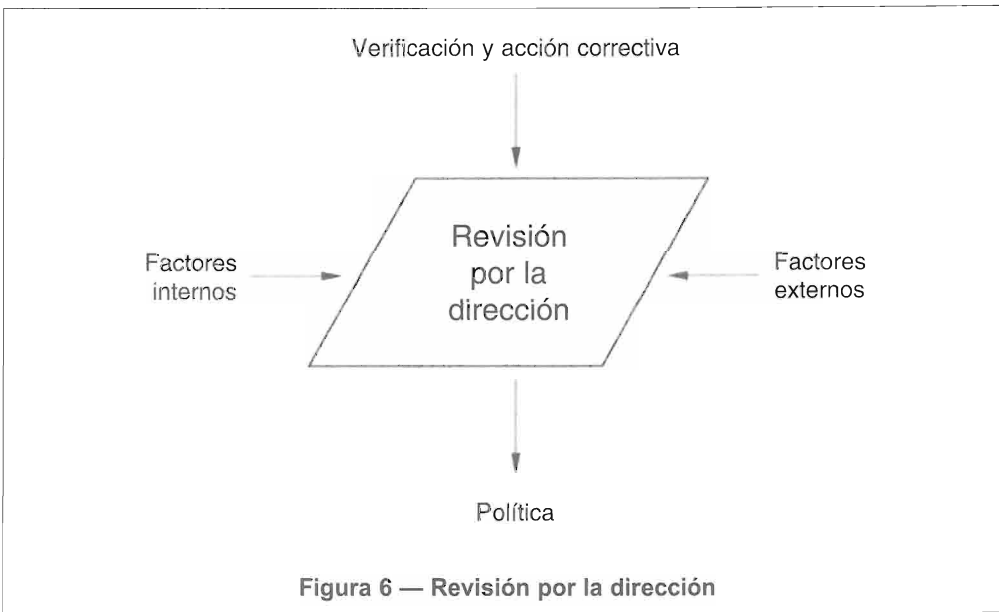 Verificación y acción correctiva
Revisión
por la
dirección
Factores
internos
Factores
externos
Política
Figura 6 — Revisión por la dirección